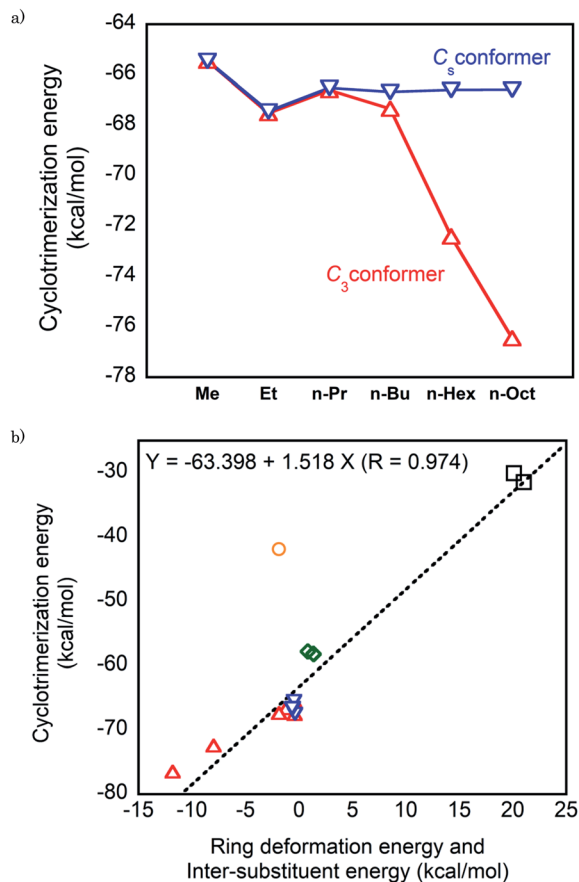 a)
-64
-66
-68
-70
-72
-74
-76
-78
Cyclotrimerization energy
(kcal/mol)
Cs conformer
C3 conformer
Me Et n-Pr n-Bu n-Hex n-Oct
b)
Y = -63.398 + 1.518 X (R = 0.974)
-30
-40
-50
-60
-70
-80
Cyclotrimerization energy
(kcal/mol)
-15 -10 -5 0 5 10 15 20 25
Ring deformation energy and
Inter-substituent energy (kcal/mol)